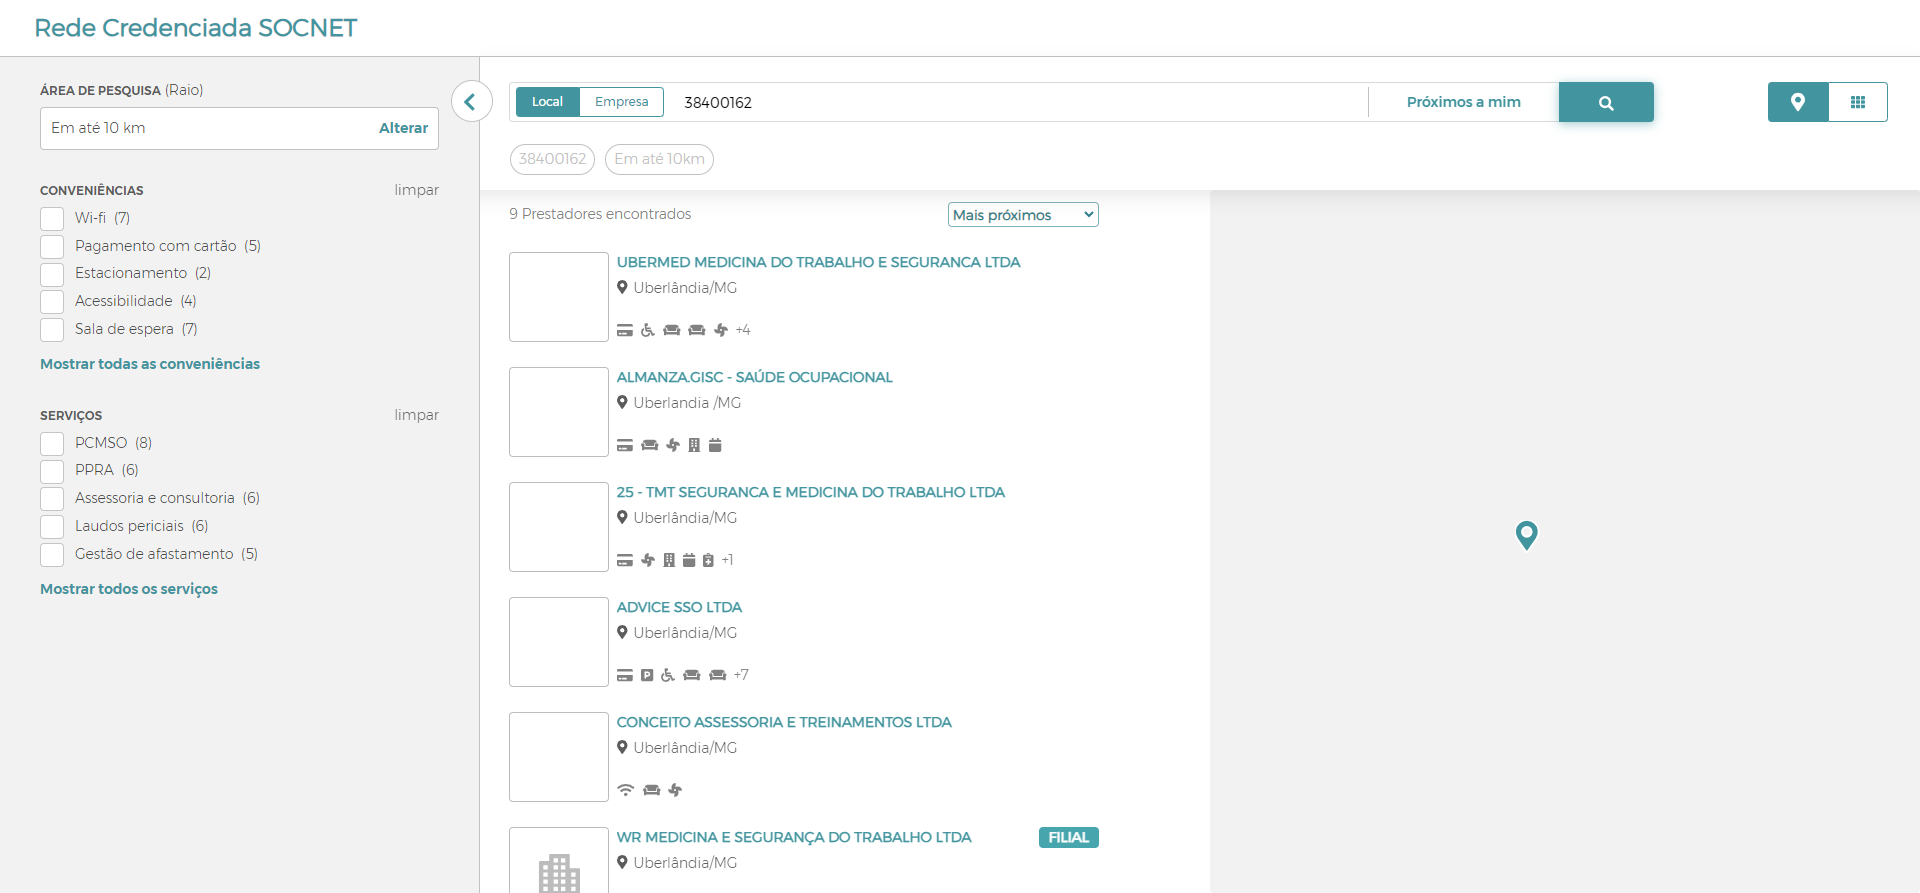 Rede Credenciada SOCNET
ÁREA DE PESQUISA (Raio)
Em até 10 km
Alterar
CONVENIÊNCIAS
limpar
Wi-fi (7)
Pagamento com cartão (5)
Estacionamento (2)
Acessibilidade (4)
Sala de espera (7)
Mostrar todas as conveniências
SERVIÇOS
limpar
PCMSO (8)
PPRA (6)
Assessoria e consultoria (6)
Laudos periciais (6)
Gestão de afastamento (5)
Mostrar todos os serviços
Local
Empresa
38400162
Próximos a mim
38400162
Em até 10km
9 Prestadores encontrados
Mais próximos
UBERMED MEDICINA DO TRABALHO E SEGURANCA LTDA
Uberlândia/MG
+4
ALMANZA.GISC - SAÚDE OCUPACIONAL
Uberlandia /MG
25 - TMT SEGURANCA E MEDICINA DO TRABALHO LTDA
Uberlândia/MG
+1
ADVICE SSO LTDA
Uberlândia/MG
P
+7
CONCEITO ASSESSORIA E TREINAMENTOS LTDA
Uberlândia/MG
WR MEDICINA E SEGURANÇA DO TRABALHO LTDA
FILIAL
Uberlândia/MG